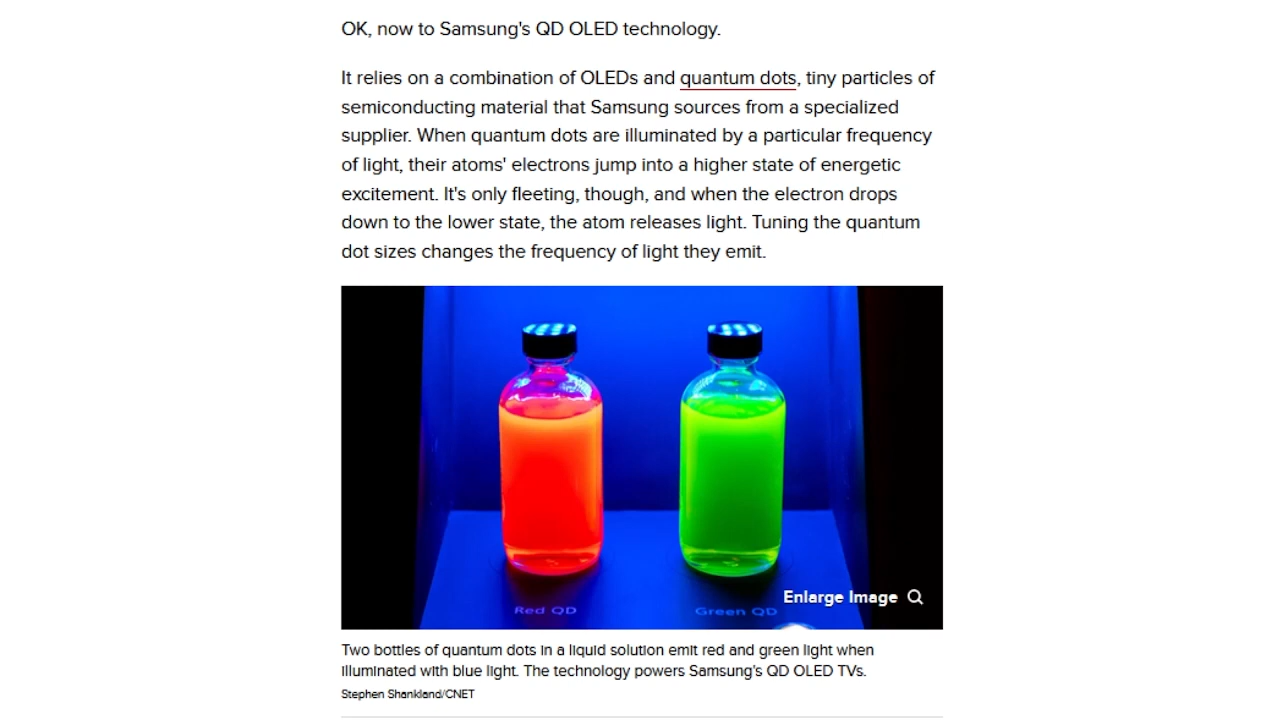 OK, now to Samsung's QD OLED technology.
It relies on a combination of OLEDs and quantum dots, tiny particles of
semiconducting material that Samsung sources from a specialized
supplier. When quantum dots are illuminated by a particular frequency
of light, their atoms' electrons jump into a higher state of energetic
excitement. It's only fleeting, though, and when the electron drops
down to the lower state, the atom releases light. Tuning the quantum
dot sizes changes the frequency of light they emit.
Enlarge Image
Red QD
Green QD
Two bottles of quantum dots in a liquid solution emit red and green light when
illuminated with blue light. The technology powers Samsung's QD OLED TVs.
Stephen Shankland/CNET